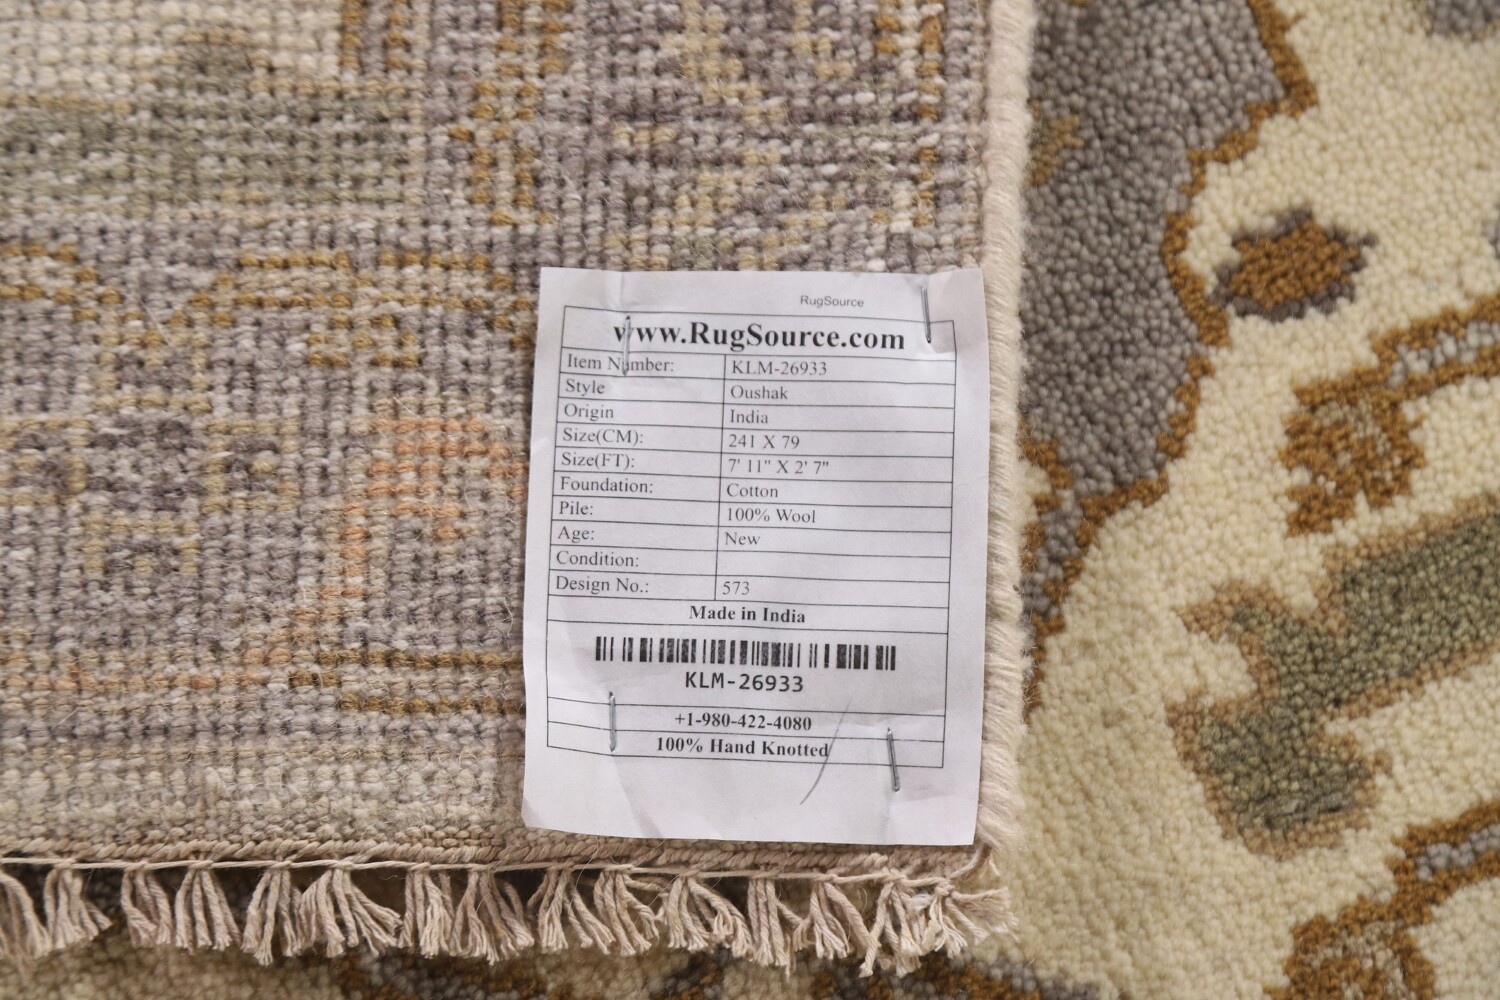 RugSource
www.RugSource.com
Item Number: KLM-26933
Style Oushak
Origin India
Size(CM): 241 X 79
Size(FT): 7' 11" X 2' 7"
Foundation: Cotton
Pile: 100% Wool
Age: New
Condition:
Design No.: 573
Made in India
KLM-26933
+1-980-422-4080
100% Hand Knotted